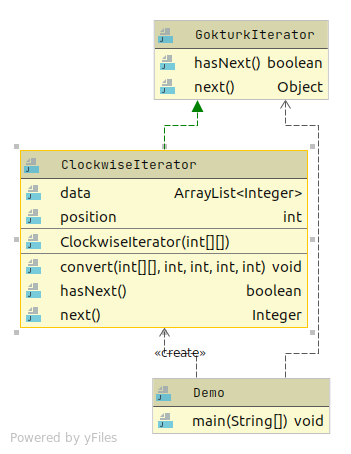 GokturkIterator
hasNext() boolean
next() Object
ClockwiseIterator
data ArrayList<Integer>
position int
ClockwiseIterator(int[][])
convert(int[][], int, int, int, int) void
hasNext() boolean
next() Integer
«create»
Demo
main(String[]) void
Powered by yFiles